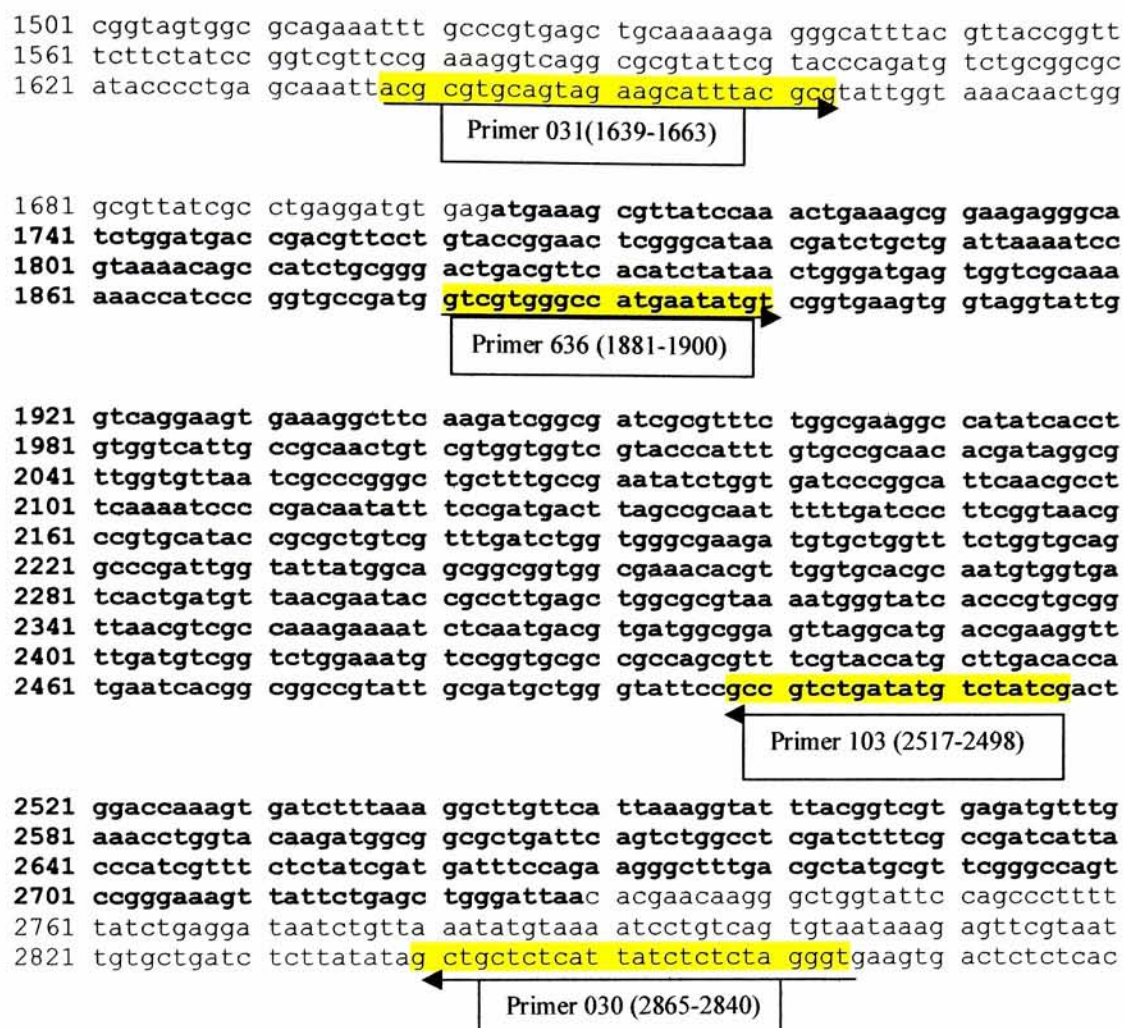 1501 cggtagtggc gcagaaattt gcccgtgagc tgcaaaaaga gggcatttac gttaccggtt
1561 tcttctatcc ggtcgttccg aaaggtcagg cgcgtattcg tacccagatg tctgcggcgc
1621 ataccсctga gcaaattacg cgtgcagtag aagcatttac gcgtattggt aaacaactgg
Primer 031(1639-1663)
1681 gcgttatcgc ctgaggatgt gagatgaaag cgttatccaa actgaaagcg gaagagggca
1741 tctggatgac cgacgttcct gtaccggaac tcgggcataa cgatctgctg attaaaatcc
1801 gtaaaacagc catctgcggg actgacgttc acatctataa ctgggatgag tggtcgcaaa
1861 aaaccatccc ggtgccgatg gtcgtgggcc atgaatatgt cggtgaagtg gtaggtattg
Primer 636 (1881-1900)
1921 gtcaggaagt gaaaggcttc aagatcggcg atcgcgtttc tggcgaaggc catatcacct
1981 gtggtcattg ccgcaactgt cgtggtggtc gtacccattt gtgccgcaac acgataggcg
2041 ttggtgttaa tcgcccgggc tgctttgccg aatatctggt gatcccggca ttcaacgcct
2101 tcaaaatccc cgacaatatt tccgatgact tagccgcaat ttttgatccc ttcggtaacg
2161 ccgtgcatac cgcgctgtcg tttgatctgg tgggcgaaga tgtgctggtt tctggtgcag
2221 gcccgattgg tattatggca gcggcggtgg cgaaacacgt tggtgcacgc aatgtggtga
2281 tcactgatgt taacgaatac cgccttgagc tggcgcgtaa aatgggtatc acccgtgcgg
2341 ttaacgtcgc caaagaaaat ctcaatgacg tgatggcgga gttaggcatg accgaaggtt
2401 ttgatgtcgg tctggaaatg tccggtgcgc cgccagcgtt tcgtaccatg cttgacacca
2461 tgaatcacgg cggccgtatt gcgatgctgg gtattccgcc gtctgatatg tctatcgact
Primer 103 (2517-2498)
2521 ggaccaaagt gatctttaaa ggcttgttca ttaaaggtat ttacggtcgt gagatgtttg
2581 aaacctggta caagatggcg gcgctgattc agtctggcct cgatctttcg ccgatcatta
2641 cccatcgttt ctctatcgat gatttccaga agggctttga cgctatgcgt tcgggccagt
2701 ccgggaaagt tattctgagc tgggattaac acgaacaagg gctggtattc cagccctttt
2761 tatctgagga taatctgtta aatatgtaaa atcctgtcag tgtaataaag agttcgtaat
2821 tgtgctgatc tcttatatag ctgctctcat tatctctcta gggtgaagtg actctctcac
Primer 030 (2865-2840)